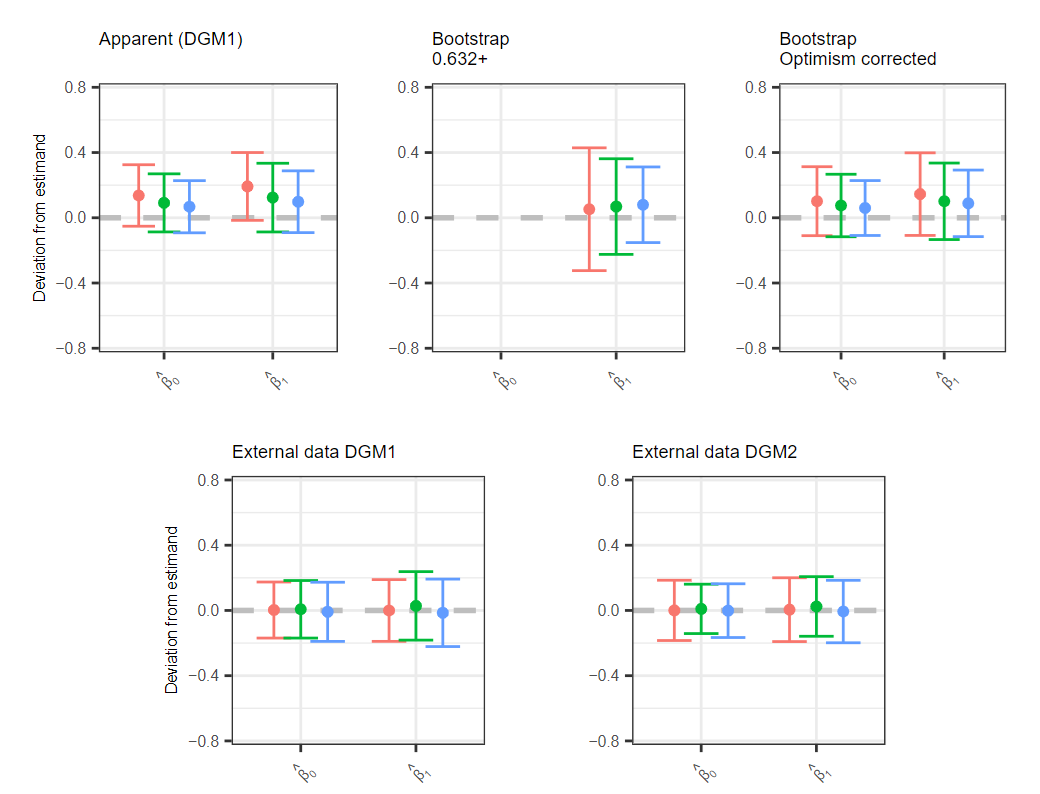 Apparent (DGM1)
Bootstrap
0.632+
Bootstrap
Optimism corrected
Deviation from estimand
0.8
0.4
0.0
−0.4
−0.8
β̂₀
β̂₁
0.8
0.4
0.0
−0.4
−0.8
β̂₀
β̂₁
0.8
0.4
0.0
−0.4
−0.8
β̂₀
β̂₁
External data DGM1
External data DGM2
Deviation from estimand
0.8
0.4
0.0
−0.4
−0.8
β̂₀
β̂₁
0.8
0.4
0.0
−0.4
−0.8
β̂₀
β̂₁